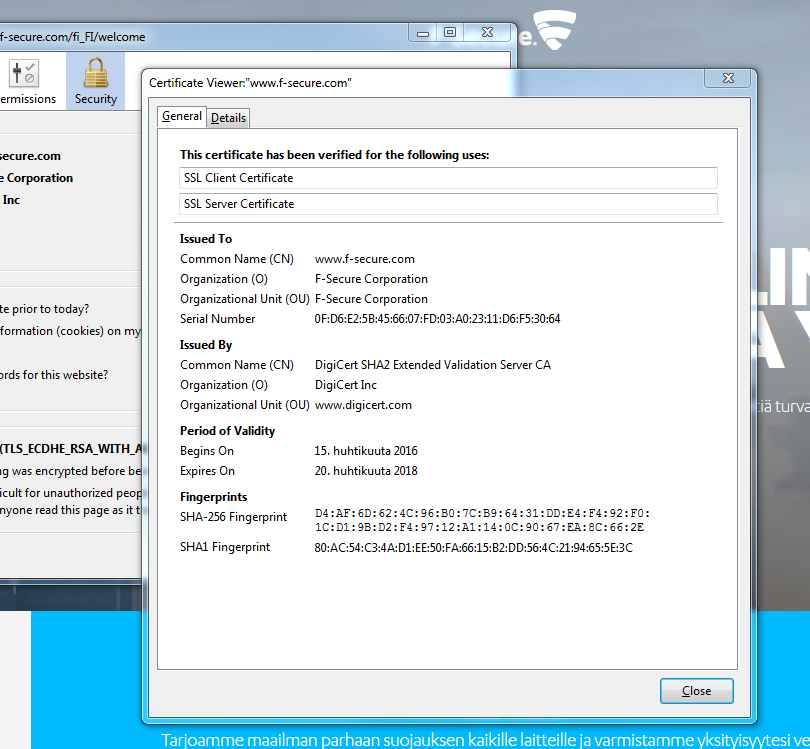 f-secure.com/fi_FI/welcome
e.
ermissions
Security
secure.com
e Corporation
Inc
te prior to today?
formation (cookies) on my
ords for this website?
(TLS_ECDHE_RSA_WITH_A
ng was encrypted before be
icult for unauthorized peop
nyone read this page as it t
Certificate Viewer:"www.f-secure.com"
General
Details
This certificate has been verified for the following uses:
SSL Client Certificate
SSL Server Certificate
Issued To
Common Name (CN) www.f-secure.com
Organization (O) F-Secure Corporation
Organizational Unit (OU) F-Secure Corporation
Serial Number 0F:D6:E2:5B:45:66:07:FD:03:A0:23:11:D6:F5:30:64
Issued By
Common Name (CN) DigiCert SHA2 Extended Validation Server CA
Organization (O) DigiCert Inc
Organizational Unit (OU) www.digicert.com
Period of Validity
Begins On 15. huhtikuuta 2016
Expires On 20. huhtikuuta 2018
Fingerprints
SHA-256 Fingerprint D4:AF:6D:62:4C:96:B0:7C:B9:64:31:DD:E4:F4:92:F0:
1C:D1:9B:D2:F4:97:12:A1:14:0C:90:67:EA:8C:66:2E
SHA1 Fingerprint 80:AC:54:C3:4A:D1:EE:50:FA:66:15:B2:DD:56:4C:21:94:65:5E:3C
Close
LIN
A Y
tiä turva
Tarjoamme maailman parhaan suojauksen kaikille laitteille ja varmistamme yksityisyytesi ve